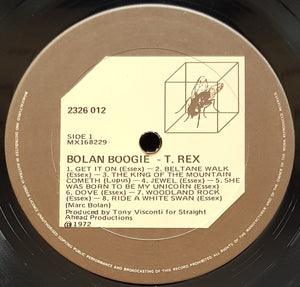 2326 012
SIDE 1
MX168229
BOLAN BOOGIE - T. REX
1. GET IT ON (Essex) — 2. BELTANE WALK
(Essex) — 3. THE KING OF THE MOUNTAIN
COMETH (Lupus) — 4. JEWEL (Essex) — 5. SHE
WAS BORN TO BE MY UNICORN (Essex) —
6. DOVE (Essex) — 7. WOODLAND ROCK
(Essex) — 8. RIDE A WHITE SWAN (Essex)
(Marc Bolan)
Produced by Tony Visconti for Straight
Ahead Productions
℗ 1972